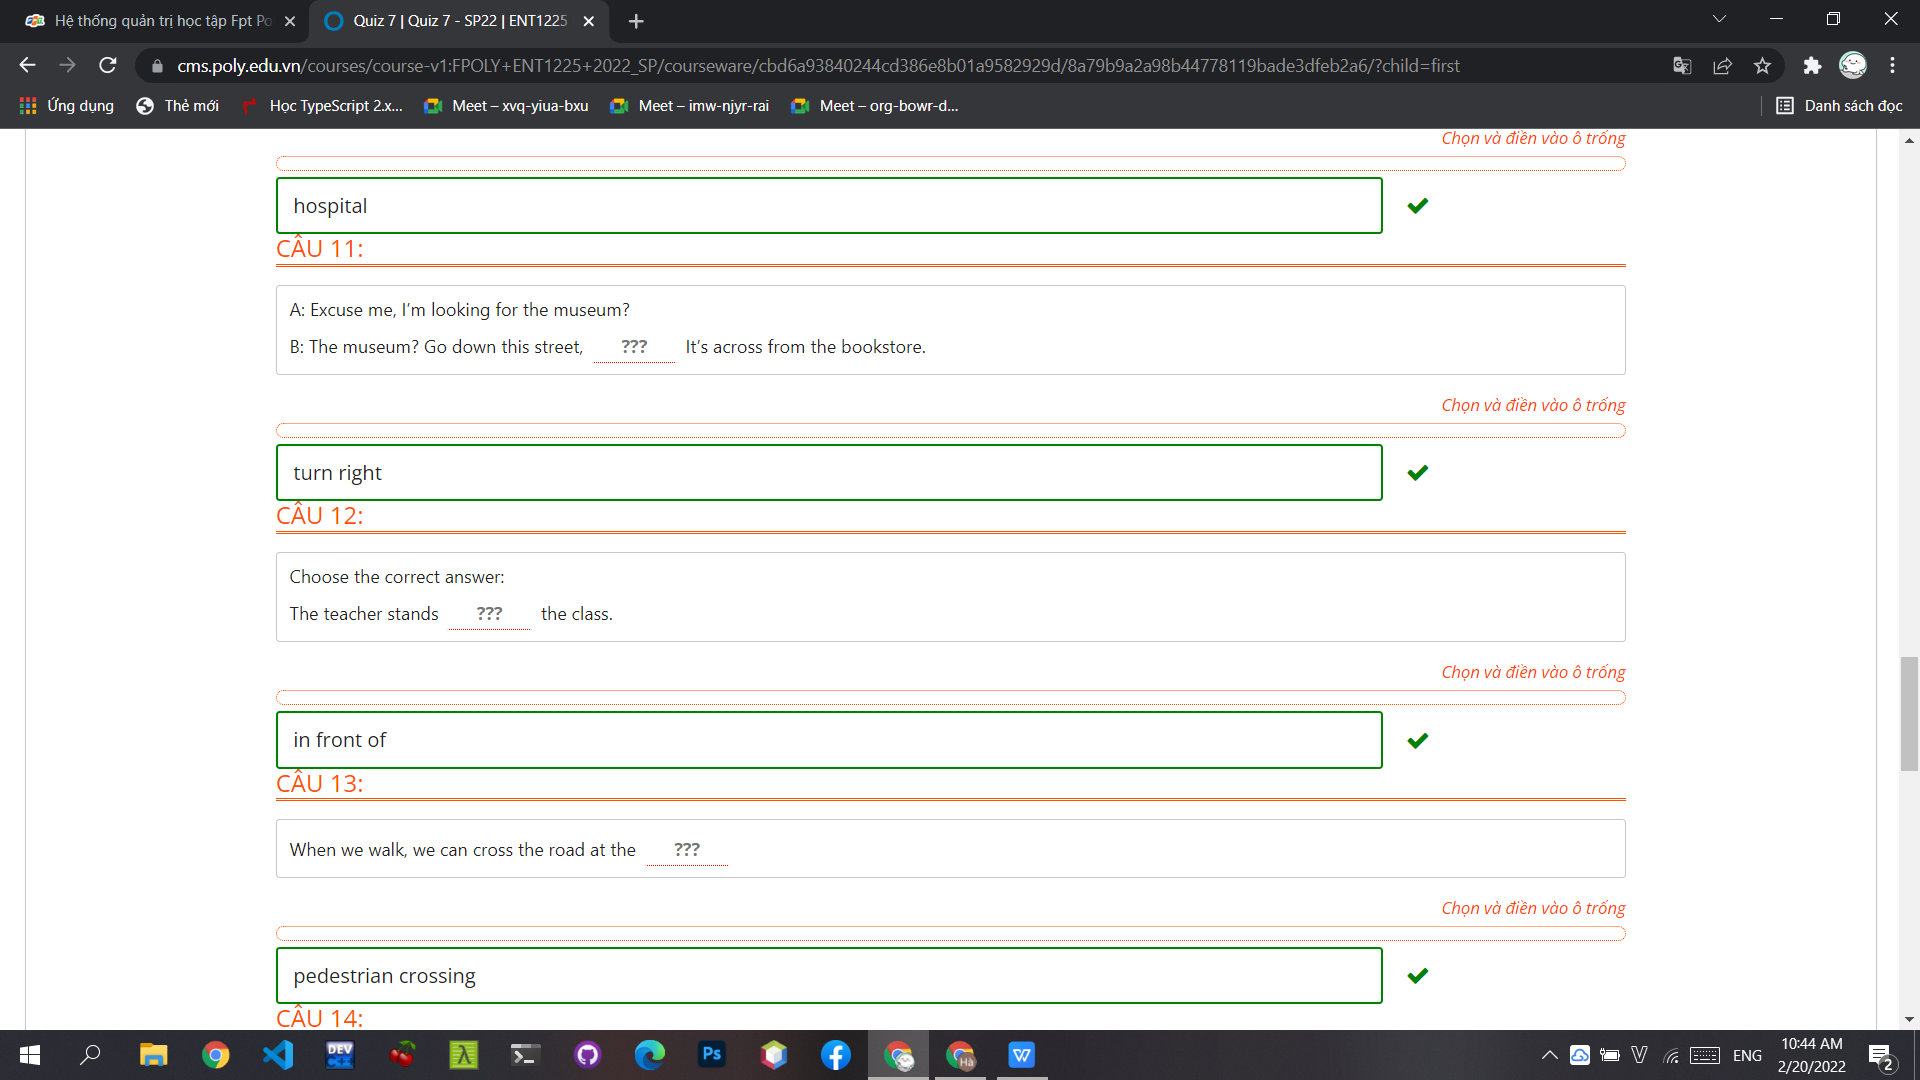 Hệ thống quản trị học tập Fpt Po
Quiz 7 | Quiz 7 - SP22 | ENT1225
cms.poly.edu.vn/courses/course-v1:FPOLY+ENT1225+2022_SP/courseware/cbd6a93840244cd386e8b01a9582929d/8a79b9a2a98b44778119bade3dfeb2a6/?child=first
Ứng dụng
Thẻ mới
Học TypeScript 2.x...
Meet – xvq-yiua-bxu
Meet – imw-njyr-rai
Meet – org-bowr-d...
Danh sách đọc
Chọn và điền vào ô trống
hospital
CÂU 11:
A: Excuse me, I’m looking for the museum?
B: The museum? Go down this street, ??? It’s across from the bookstore.
Chọn và điền vào ô trống
turn right
CÂU 12:
Choose the correct answer:
The teacher stands ??? the class.
Chọn và điền vào ô trống
in front of
CÂU 13:
When we walk, we can cross the road at the ???
Chọn và điền vào ô trống
pedestrian crossing
CÂU 14:
DEV
C++
Ps
Hà
W
ENG
10:44 AM
2/20/2022
2